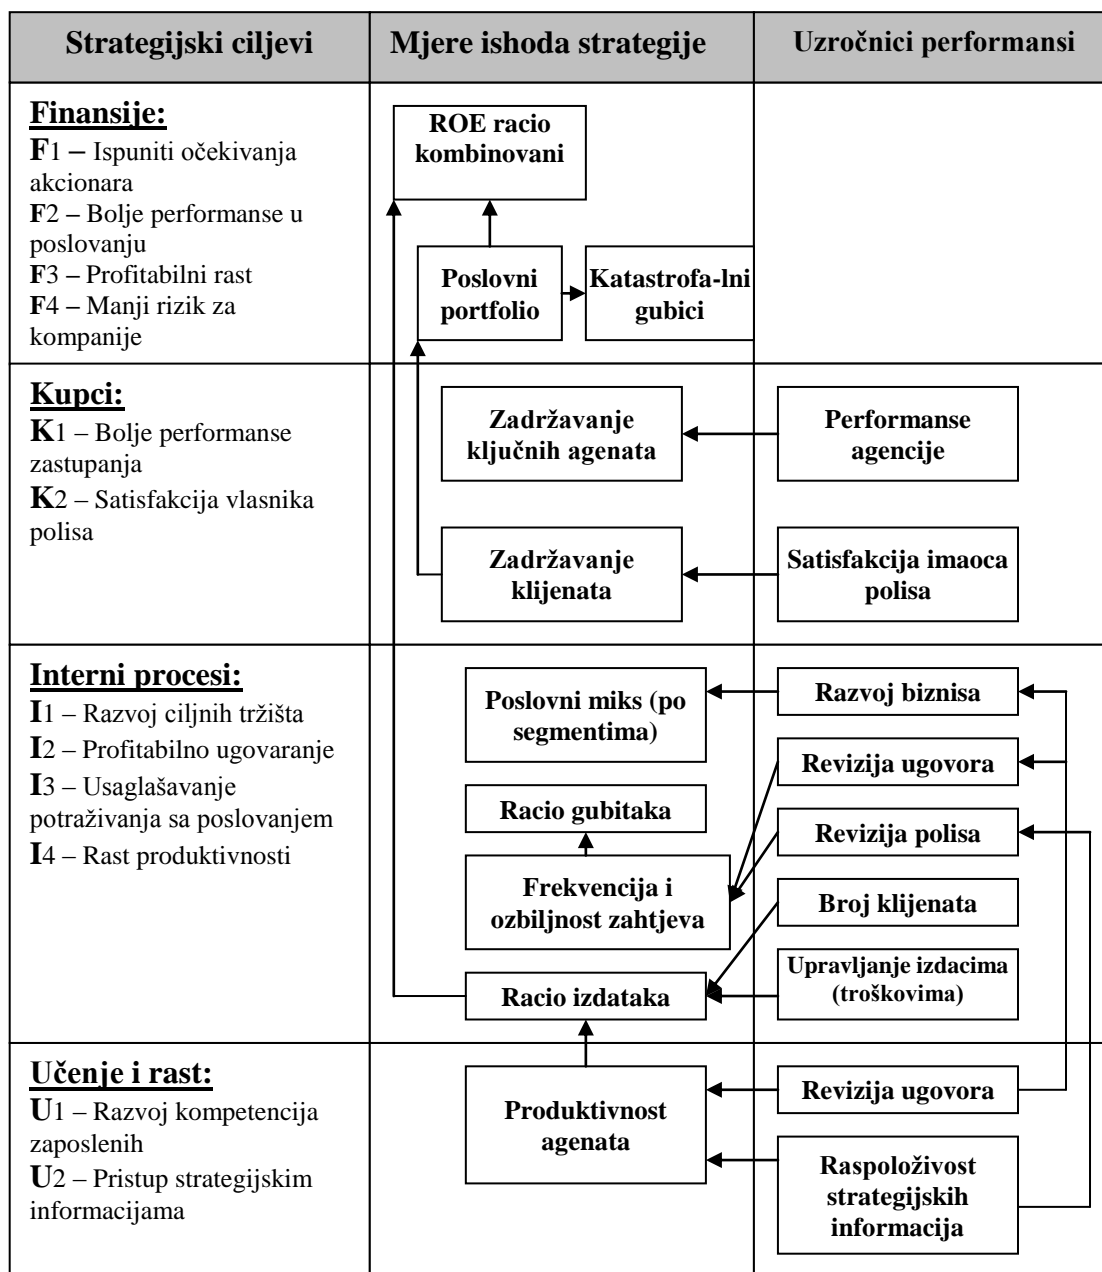 Strategijski ciljevi
Mjere ishoda strategije
Uzročnici performansi
Finansije:
F1 – Ispuniti očekivanja
akcionara
F2 – Bolje performanse u
poslovanju
F3 – Profitabilni rast
F4 – Manji rizik za
kompanije
ROE racio
kombinovani
Poslovni
portfolio
Katastrofa-lni
gubici
Kupci:
K1 – Bolje performanse
zastupanja
K2 – Satisfakcija vlasnika
polisa
Zadržavanje
ključnih agenata
Performanse
agencije
Zadržavanje
klijenata
Satisfakcija imaoca
polisa
Interni procesi:
I1 – Razvoj ciljnih tržišta
I2 – Profitabilno ugovaranje
I3 – Usaglašavanje
potraživanja sa poslovanjem
I4 – Rast produktivnosti
Poslovni miks (po
segmentima)
Racio gubitaka
Frekvencija i
ozbiljnost zahtjeva
Racio izdataka
Razvoj biznisa
Revizija ugovora
Revizija polisa
Broj klijenata
Upravljanje izdacima
(troškovima)
Učenje i rast:
U1 – Razvoj kompetencija
zaposlenih
U2 – Pristup strategijskim
informacijama
Produktivnost
agenata
Revizija ugovora
Raspoloživost
strategijskih
informacija